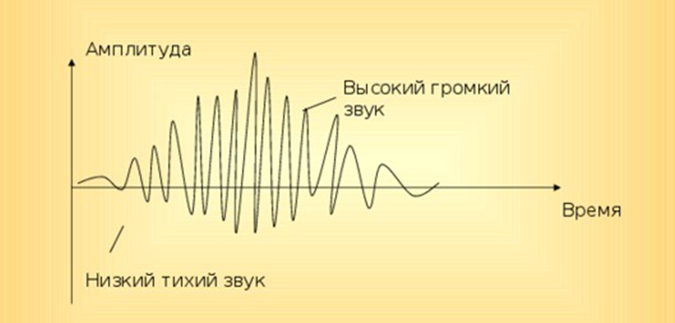 Амплитуда
Высокий громкий
звук
Время
Низкий тихий звук